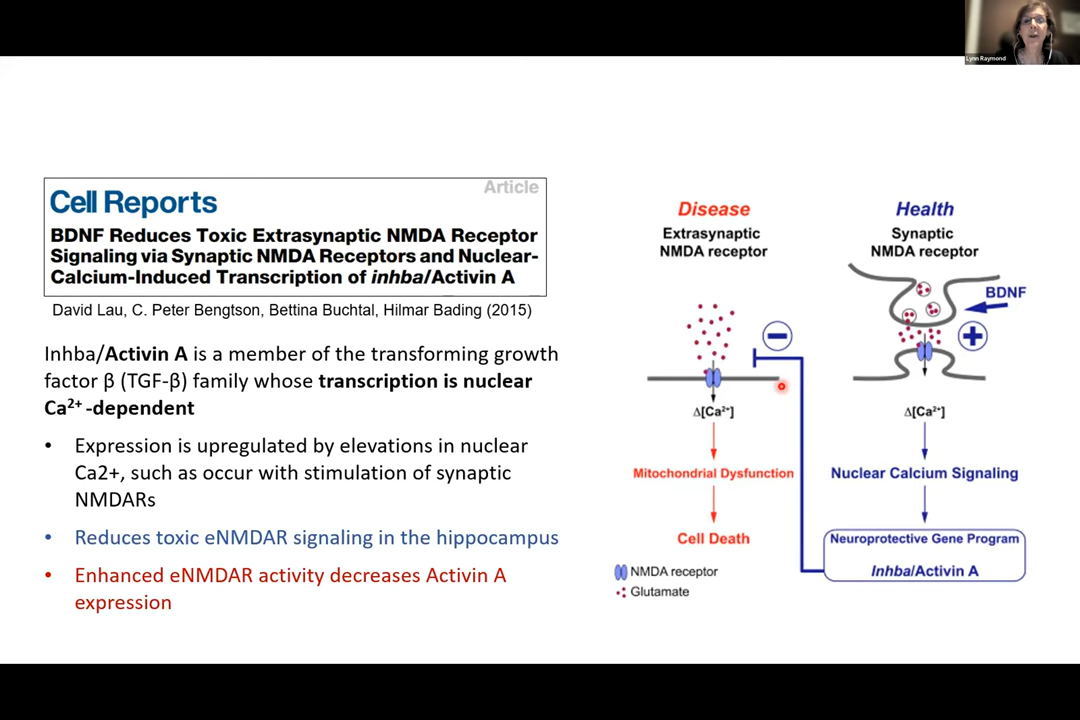 Lynn Raymond
Article
Cell Reports
BDNF Reduces Toxic Extrasynaptic NMDA Receptor
Signaling via Synaptic NMDA Receptors and Nuclear-
Calcium-Induced Transcription of inhba/Activin A
David Lau, C. Peter Bengtson, Bettina Buchtal, Hilmar Bading (2015)
Inhba/Activin A is a member of the transforming growth
factor β (TGF-β) family whose transcription is nuclear
Ca²⁺ -dependent
• Expression is upregulated by elevations in nuclear
Ca2+, such as occur with stimulation of synaptic
NMDARs
• Reduces toxic eNMDAR signaling in the hippocampus
• Enhanced eNMDAR activity decreases Activin A
expression
Disease
Extrasynaptic
NMDA receptor
Δ[Ca²⁺]
Mitochondrial Dysfunction
Cell Death
NMDA receptor
Glutamate
Health
Synaptic
NMDA receptor
BDNF
Δ[Ca²⁺]
Nuclear Calcium Signaling
Neuroprotective Gene Program
Inhba/Activin A